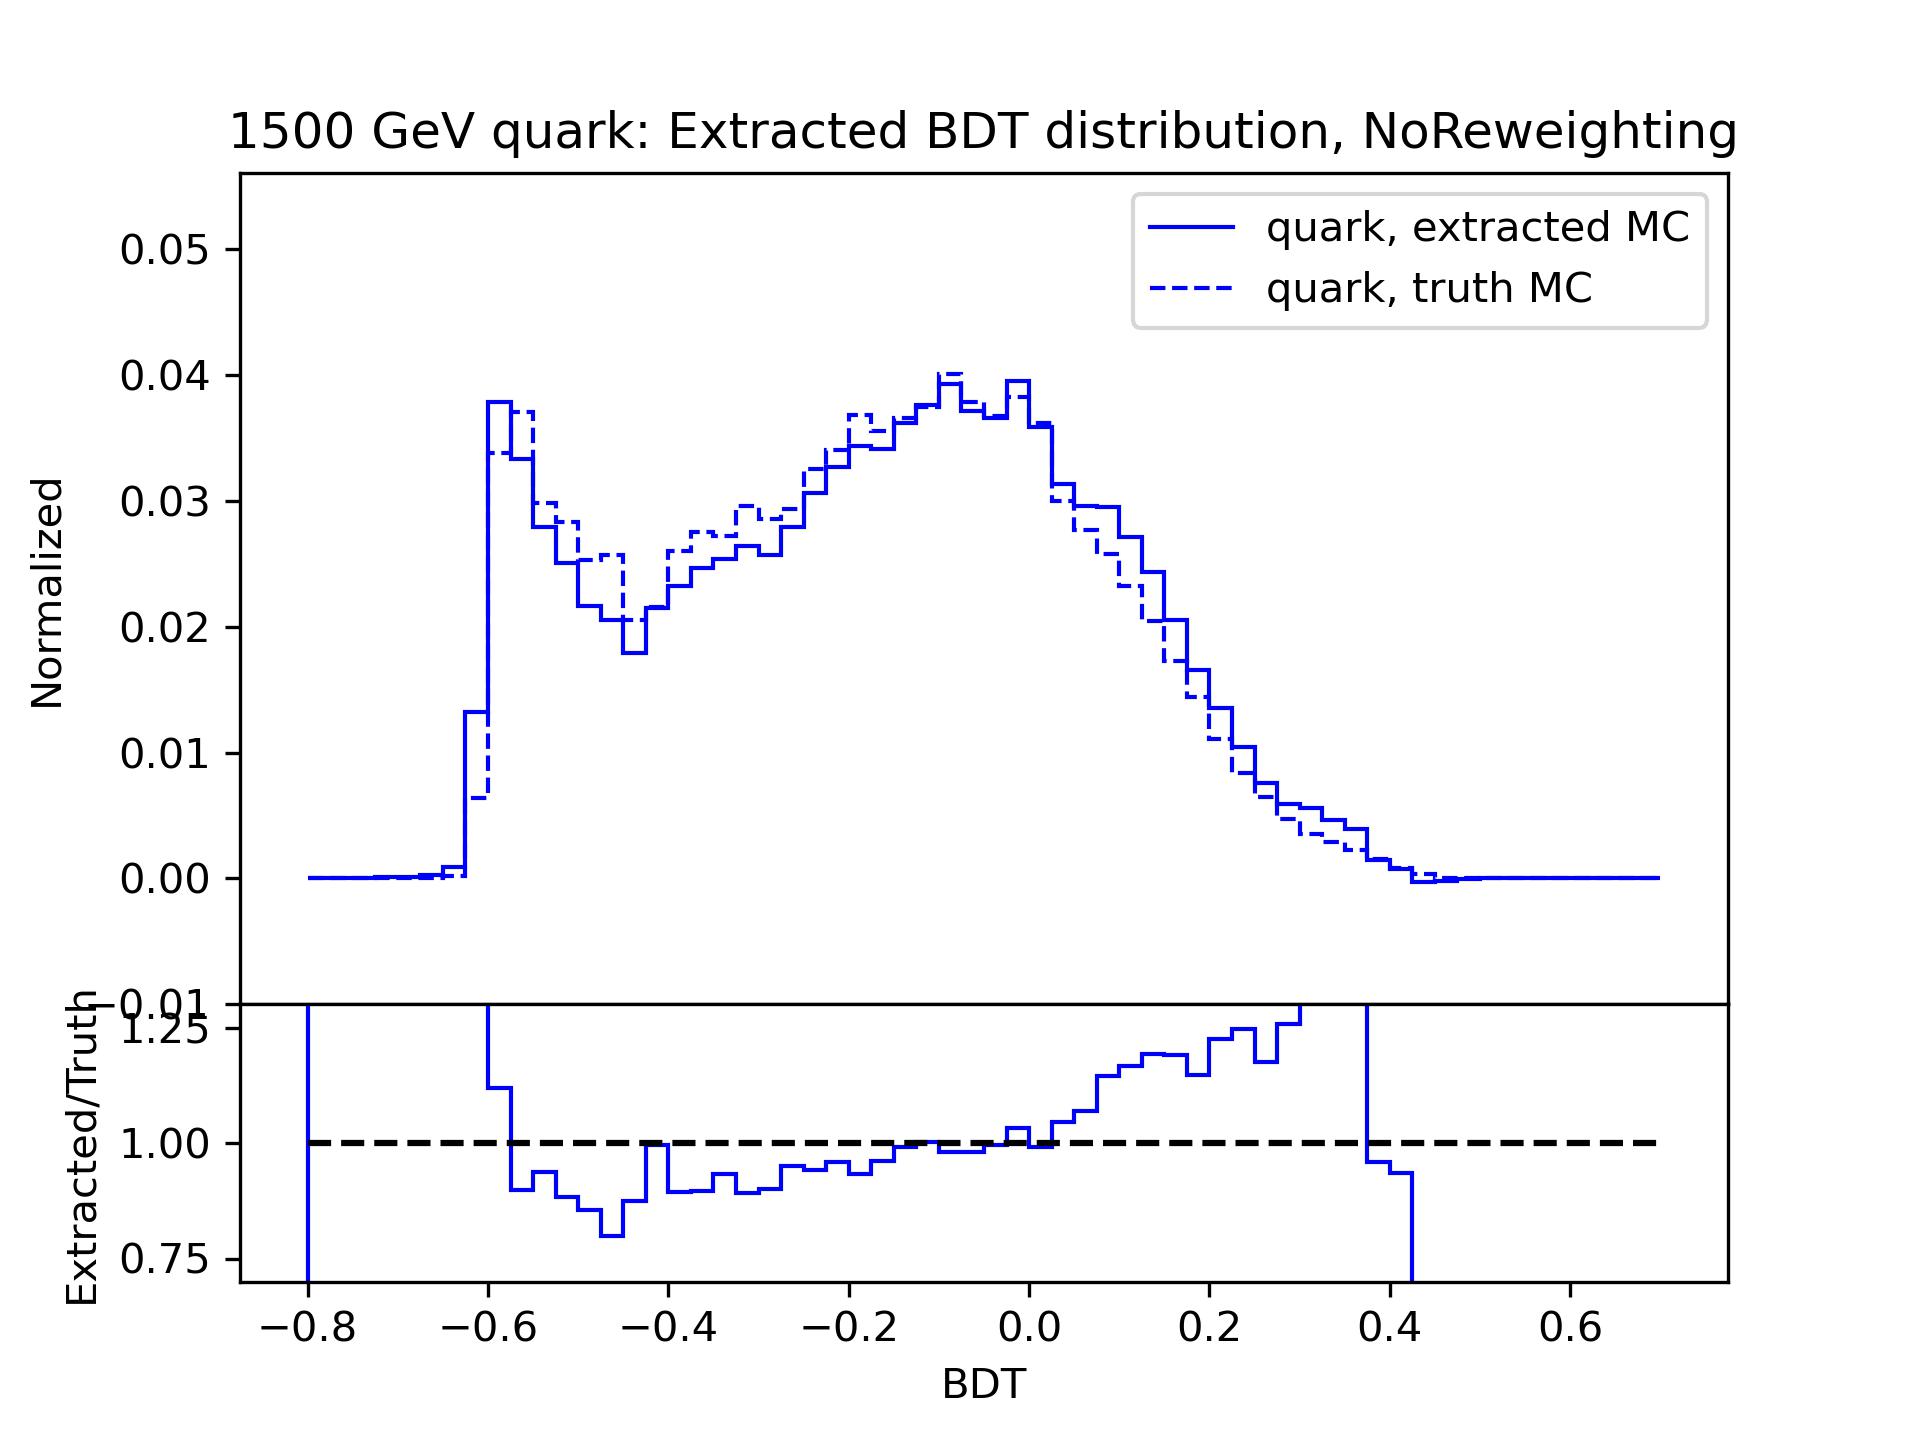 1500 GeV quark: Extracted BDT distribution, NoReweighting
quark, extracted MC
quark, truth MC
Normalized
0.05
0.04
0.03
0.02
0.01
0.00
−0.01
Extracted/Truth
1.25
1.00
0.75
−0.8 −0.6 −0.4 −0.2 0.0 0.2 0.4 0.6
BDT